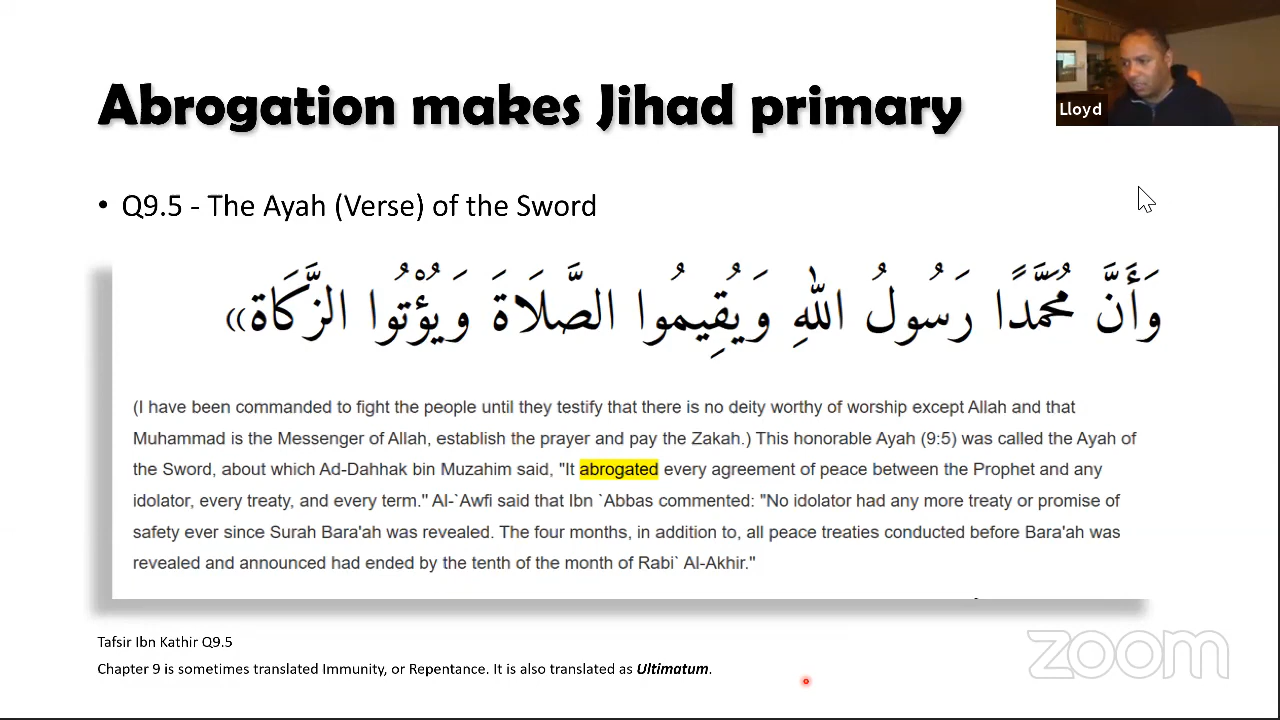 Abrogation makes Jihad primary
Lloyd
• Q9.5 - The Ayah (Verse) of the Sword
وَأَنَّ مُحَمَّدًا رَسُولُ اللهِ وَيُقِيمُوا الصَّلَاةَ وَيُؤْتُوا الزَّكَاة»
(I have been commanded to fight the people until they testify that there is no deity worthy of worship except Allah and that
Muhammad is the Messenger of Allah, establish the prayer and pay the Zakah.) This honorable Ayah (9:5) was called the Ayah of
the Sword, about which Ad-Dahhak bin Muzahim said, "It abrogated every agreement of peace between the Prophet and any
idolator, every treaty, and every term." Al-`Awfi said that Ibn `Abbas commented: "No idolator had any more treaty or promise of
safety ever since Surah Bara'ah was revealed. The four months, in addition to, all peace treaties conducted before Bara'ah was
revealed and announced had ended by the tenth of the month of Rabi` Al-Akhir."
Tafsir Ibn Kathir Q9.5
Chapter 9 is sometimes translated Immunity, or Repentance. It is also translated as Ultimatum.
zoom